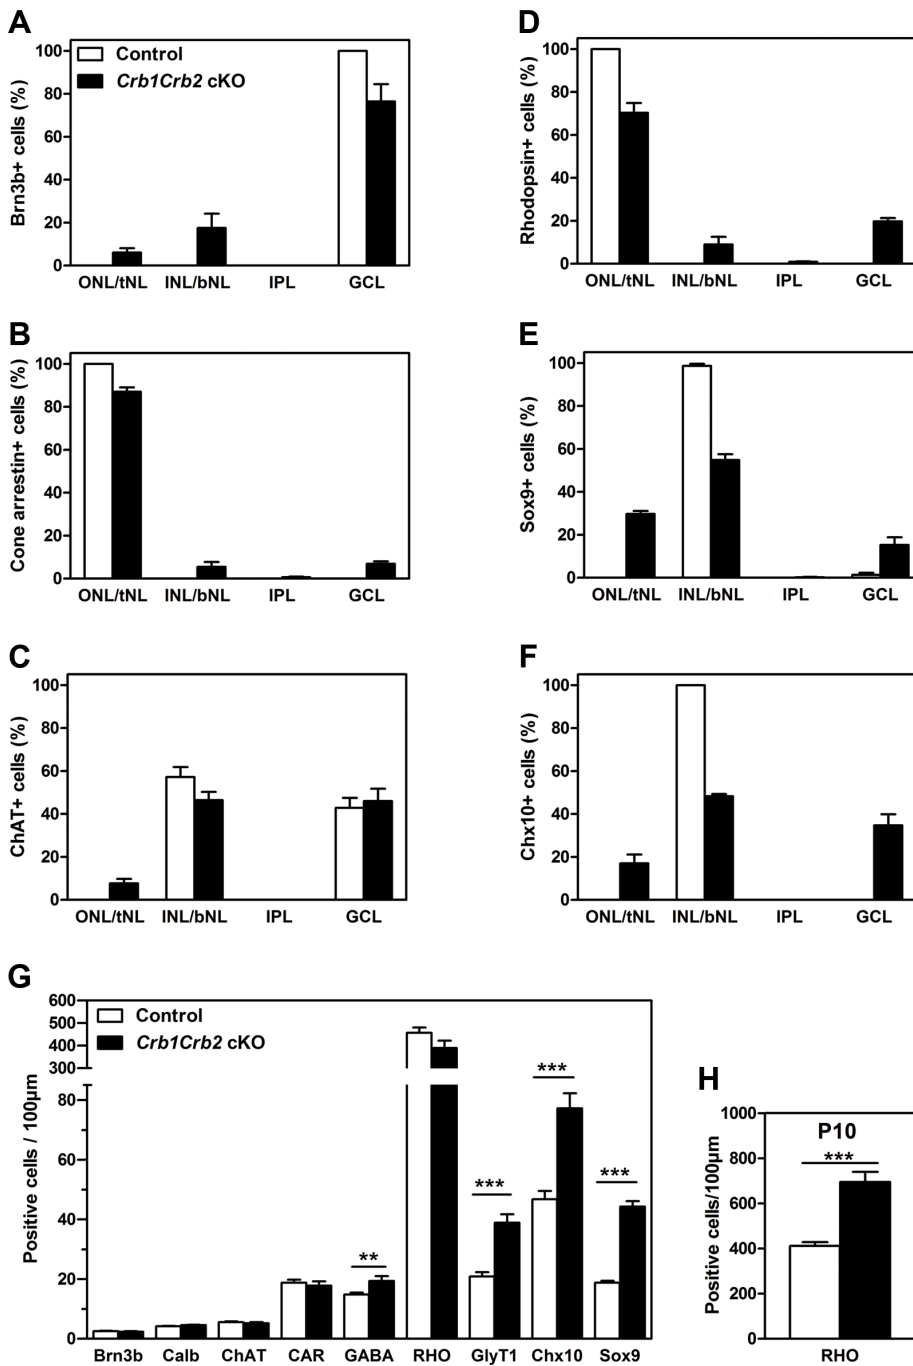 A
Control
Crb1Crb2 cKO
Brn3b+ cells (%)
100
80
60
40
20
0
ONL/tNL INL/bNL IPL GCL
D
Rhodopsin+ cells (%)
100
80
60
40
20
0
ONL/tNL INL/bNL IPL GCL
B
Cone arrestin+ cells (%)
100
80
60
40
20
0
ONL/tNL INL/bNL IPL GCL
E
Sox9+ cells (%)
100
80
60
40
20
0
ONL/tNL INL/bNL IPL GCL
C
ChAT+ cells (%)
100
80
60
40
20
0
ONL/tNL INL/bNL IPL GCL
F
Chx10+ cells (%)
100
80
60
40
20
0
ONL/tNL INL/bNL IPL GCL
G
Control
Crb1Crb2 cKO
Positive cells / 100μm
600
500
400
300
80
60
40
20
0
**
***
***
***
Brn3b Calb ChAT CAR GABA RHO GlyT1 Chx10 Sox9
H
P10
***
Positive cells/100μm
1000
800
600
400
200
0
RHO